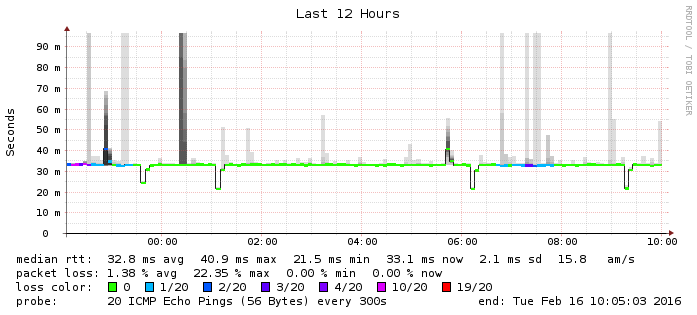 Last 12 Hours
RRDTOOL / TOBI OETIKER
Seconds
90 m
80 m
70 m
60 m
50 m
40 m
30 m
20 m
10 m
0
00:00 02:00 04:00 06:00 08:00 10:00
median rtt: 32.8 ms avg 40.9 ms max 21.5 ms min 33.1 ms now 2.1 ms sd 15.8 am/s
packet loss: 1.38 % avg 22.35 % max 0.00 % min 0.00 % now
loss color: 0 1/20 2/20 3/20 4/20 10/20 19/20
probe: 20 ICMP Echo Pings (56 Bytes) every 300s end: Tue Feb 16 10:05:03 2016